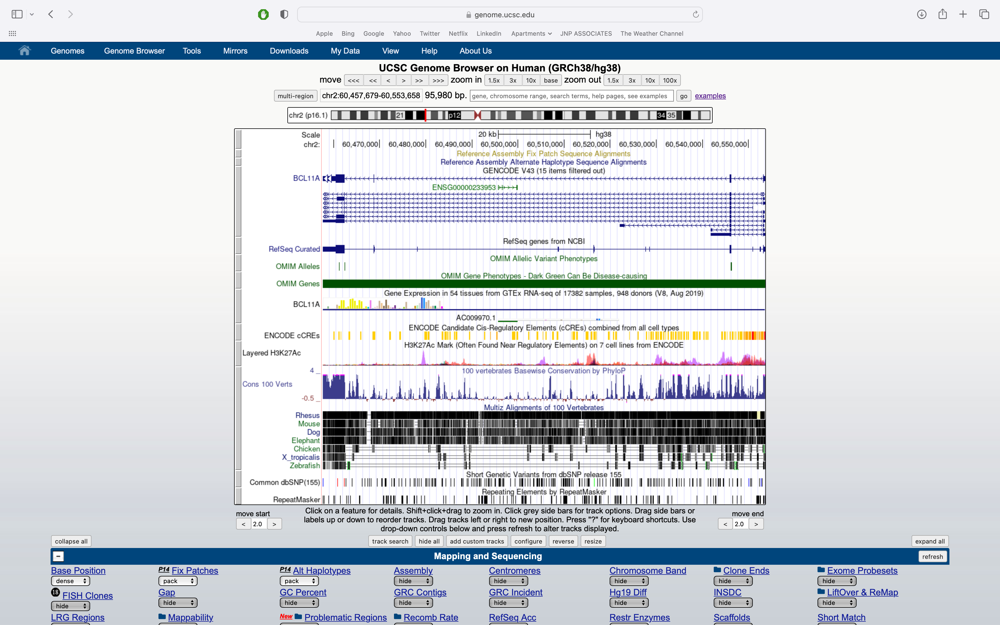 genome.ucsc.edu
Apple Bing Google Yahoo Twitter Netflix LinkedIn Apartments JNP ASSOCIATES The Weather Channel
Genomes Genome Browser Tools Mirrors Downloads My Data View Help About Us
UCSC Genome Browser on Human (GRCh38/hg38)
move <<< << < > >> >>> zoom in 1.5x 3x 10x base zoom out 1.5x 3x 10x 100x
multi-region chr2:60,457,679-60,553,658 95,980 bp. gene, chromosome range, search terms, help pages, see examples go examples
chr2 (p16.1) 21 p12 34 35
Scale 20 kb hg38
chr2: 60,470,000 60,480,000 60,490,000 60,500,000 60,510,000 60,520,000 60,530,000 60,540,000 60,550,000
Reference Assembly Fix Patch Sequence Alignments
Reference Assembly Alternate Haplotype Sequence Alignments
GENCODE V43 (15 items filtered out)
BCL11A
ENSG00000233953
RefSeq genes from NCBI
RefSeq Curated
OMIM Allelic Variant Phenotypes
OMIM Alleles
OMIM Gene Phenotypes - Dark Green Can Be Disease-causing
OMIM Genes
Gene Expression in 54 tissues from GTEx RNA-seq of 17382 samples, 948 donors (V8, Aug 2019)
BCL11A
AC009970.1
ENCODE Candidate Cis-Regulatory Elements (cCREs) combined from all cell types
ENCODE cCREs
H3K27Ac Mark (Often Found Near Regulatory Elements) on 7 cell lines from ENCODE
Layered H3K27Ac
4 _ 100 vertebrates Basewise Conservation by PhyloP
Cons 100 Verts
-0.5 _
Multiz Alignments of 100 Vertebrates
Rhesus
Mouse
Dog
Elephant
Chicken
X_tropicalis
Zebrafish
Short Genetic Variants from dbSNP release 155
Common dbSNP(155)
Repeating Elements by RepeatMasker
RepeatMasker
move start
< 2.0 >
Click on a feature for details. Shift+click+drag to zoom in. Click grey side bars for track options. Drag side bars or
labels up or down to reorder tracks. Drag tracks left or right to new position. Press "?" for keyboard shortcuts. Use
drop-down controls below and press refresh to alter tracks displayed.
move end
< 2.0 >
collapse all track search hide all add custom tracks configure reverse resize expand all
- Mapping and Sequencing refresh
Base Position P14 Fix Patches P14 Alt Haplotypes Assembly Centromeres Chromosome Band Clone Ends Exome Probesets
dense pack pack hide hide hide hide hide
18 FISH Clones Gap GC Percent GRC Contigs GRC Incident Hg19 Diff INSDC LiftOver & ReMap
hide hide hide hide hide hide hide hide
LRG Regions Mappability New Problematic Regions Recomb Rate RefSeq Acc Restr Enzymes Scaffolds Short Match